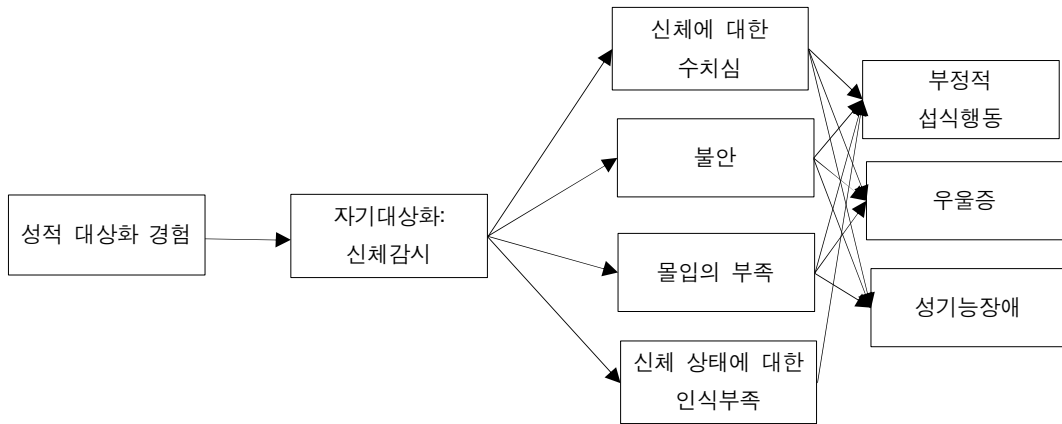 성적 대상화 경험
자기대상화:
신체감시
신체에 대한
수치심
불안
몰입의 부족
신체 상태에 대한
인식부족
부정적
섭식행동
우울증
성기능장애